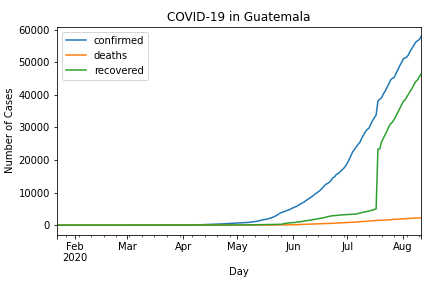 COVID-19 in Guatemala
confirmed
deaths
recovered
60000
50000
40000
30000
20000
10000
0
Number of Cases
Feb Mar Apr May Jun Jul Aug
2020
Day